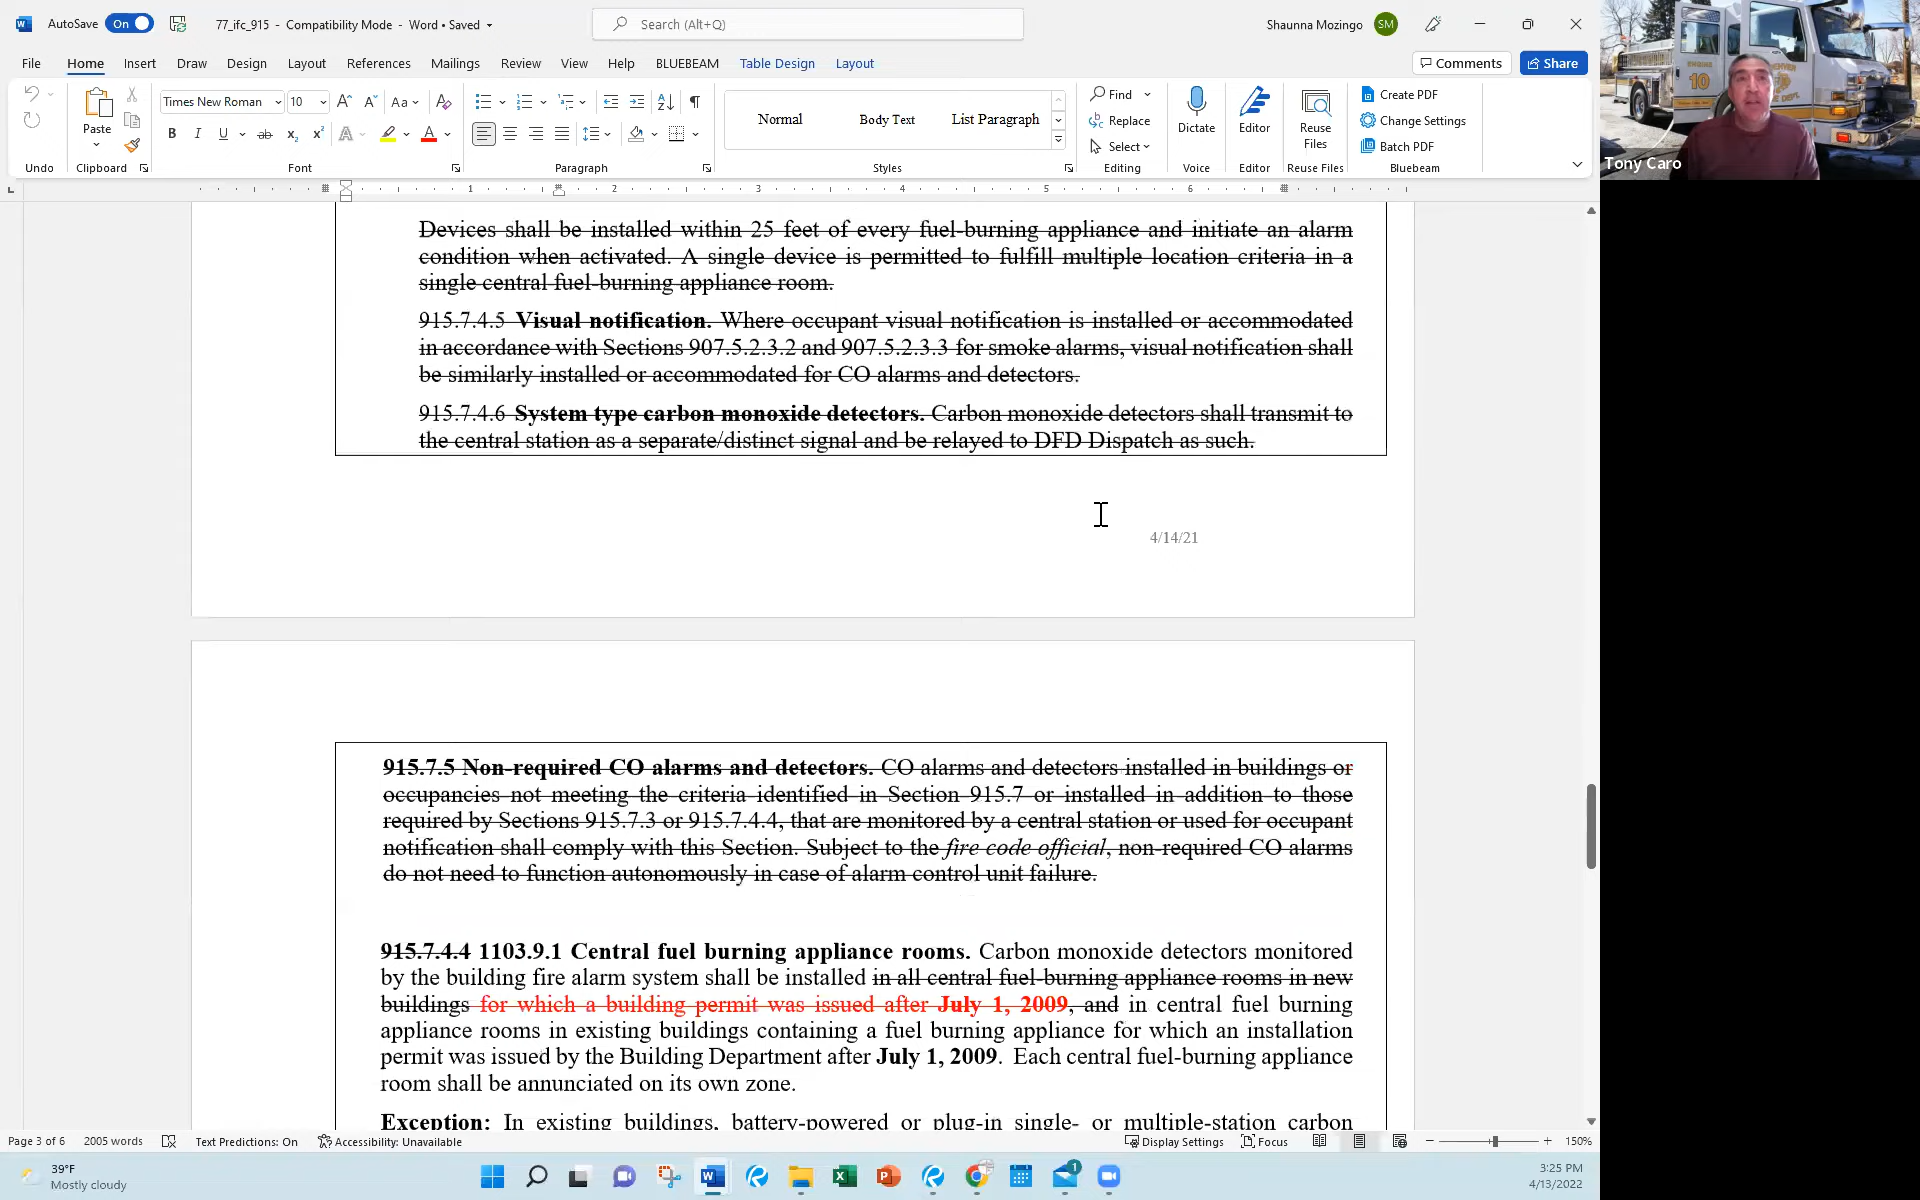 AutoSave On 77_ifc_915 - Compatibility Mode - Word • Saved Search (Alt+Q) Shaunna Mozingo SM
File Home Insert Draw Design Layout References Mailings Review View Help BLUEBEAM Table Design Layout Comments Share
Paste Times New Roman 10 Aa Normal Body Text List Paragraph Find Replace Select Dictate Editor Reuse Files Create PDF Change Settings Batch PDF
Undo Clipboard Font Paragraph Styles Editing Voice Editor Reuse Files Bluebeam
Tony Caro
1 2 3 4 5 6 7
Devices shall be installed within 25 feet of every fuel-burning appliance and initiate an alarm
condition when activated. A single device is permitted to fulfill multiple location criteria in a
single central fuel-burning appliance room.
915.7.4.5 Visual notification. Where occupant visual notification is installed or accommodated
in accordance with Sections 907.5.2.3.2 and 907.5.2.3.3 for smoke alarms, visual notification shall
be similarly installed or accommodated for CO alarms and detectors.
915.7.4.6 System type carbon monoxide detectors. Carbon monoxide detectors shall transmit to
the central station as a separate/distinct signal and be relayed to DFD Dispatch as such.
4/14/21
915.7.5 Non-required CO alarms and detectors. CO alarms and detectors installed in buildings or
occupancies not meeting the criteria identified in Section 915.7 or installed in addition to those
required by Sections 915.7.3 or 915.7.4.4, that are monitored by a central station or used for occupant
notification shall comply with this Section. Subject to the fire code official, non-required CO alarms
do not need to function autonomously in case of alarm control unit failure.
915.7.4.4 1103.9.1 Central fuel burning appliance rooms. Carbon monoxide detectors monitored
by the building fire alarm system shall be installed in all central fuel-burning appliance rooms in new
buildings for which a building permit was issued after July 1, 2009, and in central fuel burning
appliance rooms in existing buildings containing a fuel burning appliance for which an installation
permit was issued by the Building Department after July 1, 2009. Each central fuel-burning appliance
room shall be annunciated on its own zone.
Exception: In existing buildings, battery-powered or plug-in single- or multiple-station carbon
Page 3 of 6 2005 words Text Predictions: On Accessibility: Unavailable Display Settings Focus 150%
39°F
Mostly cloudy
3:25 PM
4/13/2022